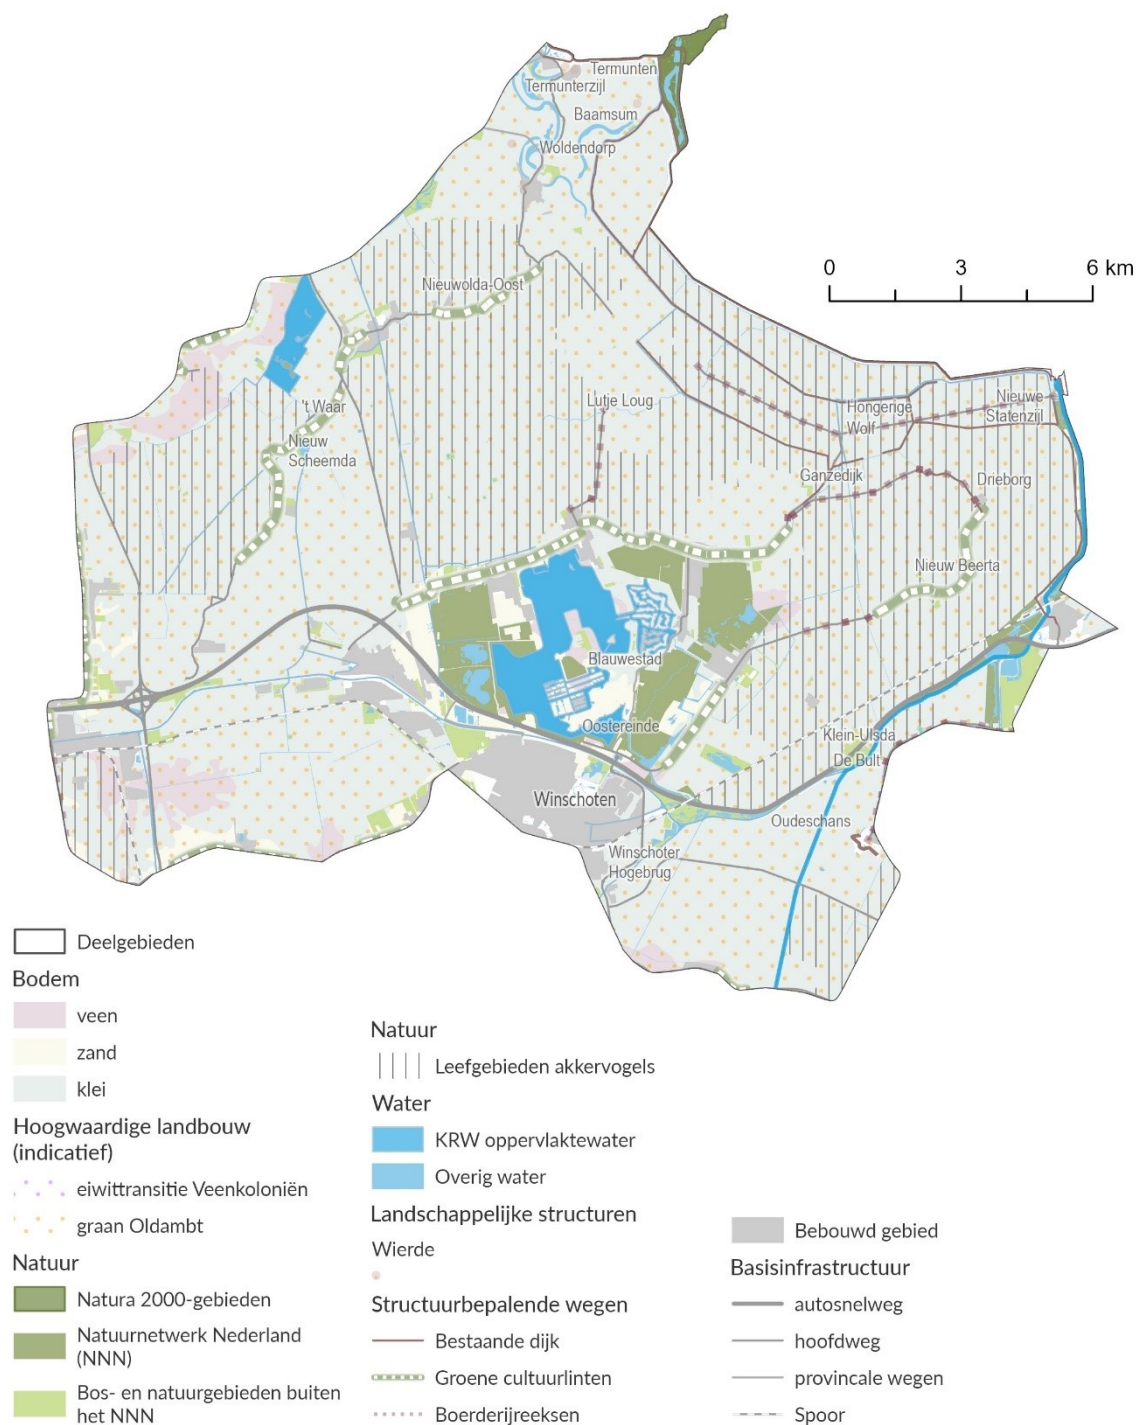 Termunten
Termunterzijl
Baamsum
Woldendorp
0 3 6 km
Nieuwolda-Oost
't Waar
Lutje Loug
Hongerige
Wolf
Nieuwe
Statenzijl
Nieuw
Scheemda
Ganzedijk
Drieborg
Nieuw Beerta
Blauwestad
Oostereinde
Klein-Ulsda
De Bult
Winschoten
Oudeschans
Winschoter
Hogebrug
Deelgebieden
Bodem
veen
zand
klei
Hoogwaardige landbouw
(indicatief)
eiwittransitie Veenkoloniën
graan Oldambt
Natuur
Natura 2000-gebieden
Natuurnetwerk Nederland
(NNN)
Bos- en natuurgebieden buiten
het NNN
Natuur
Leefgebieden akkervogels
Water
KRW oppervlaktewater
Overig water
Landschappelijke structuren
Wierde
Structuurbepalende wegen
Bestaande dijk
Groene cultuurlinten
Boerderijreeksen
Bebouwd gebied
Basisinfrastructuur
autosnelweg
hoofdweg
provincale wegen
Spoor